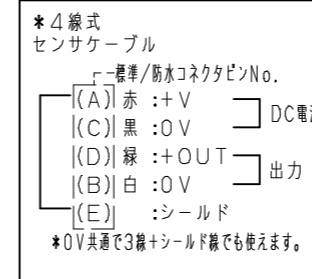 *4線式
センサケーブル
標準/防水コネクタピンNo.
(A) 赤 :+V
(C) 黒 :0V
DC電
(D) 緑 :+OUT
(B) 白 :0V
出力
(E) :シールド
*0V共通で3線+シールド線でも使えます。